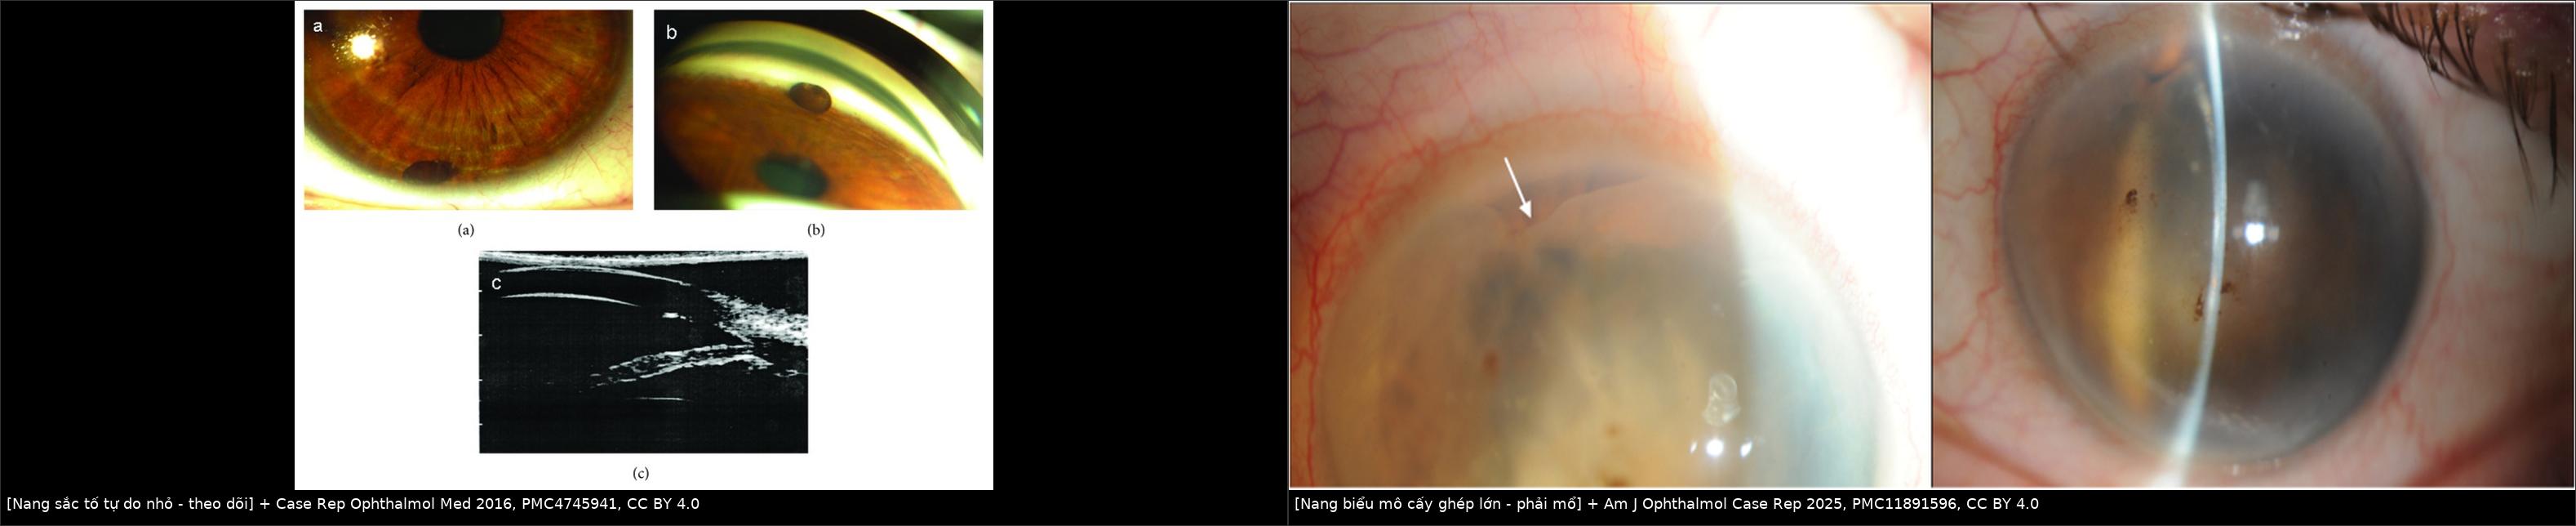 a
b
(a)
(b)
c
(c)
[Nang sắc tố tự do nhỏ - theo dõi] + Case Rep Ophthalmol Med 2016, PMC4745941, CC BY 4.0
[Nang biểu mô cấy ghép lớn - phải mổ] + Am J Ophthalmol Case Rep 2025, PMC11891596, CC BY 4.0